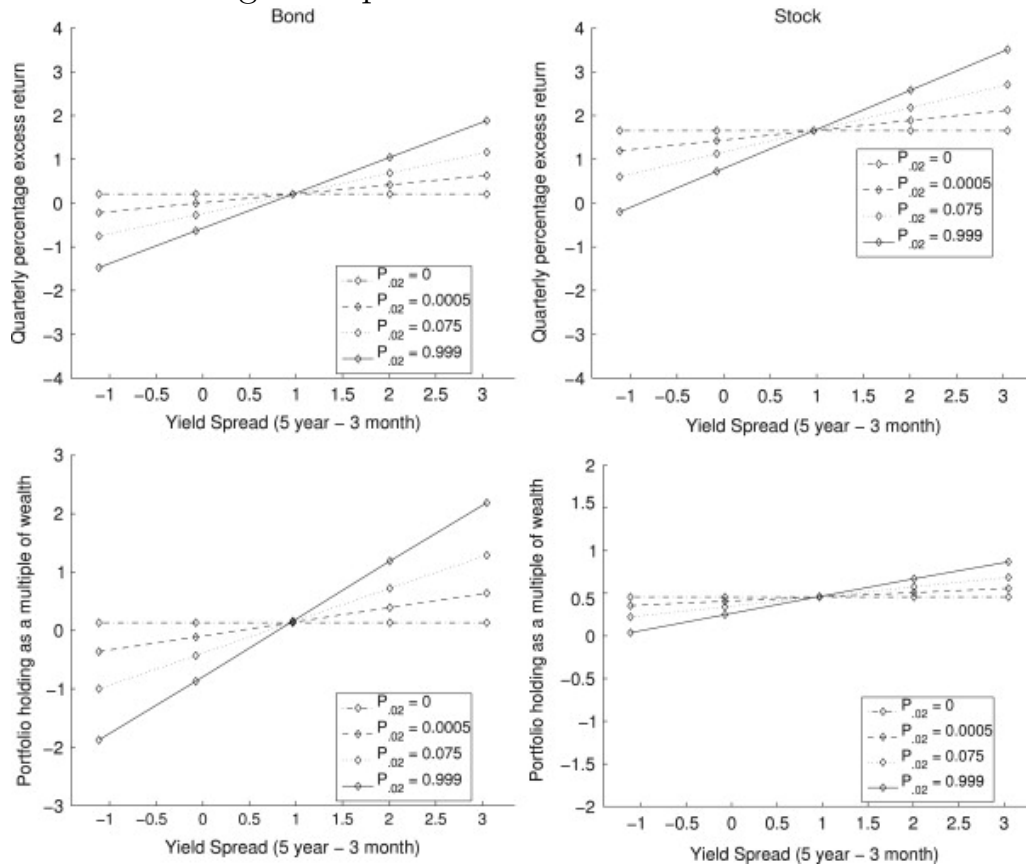 Bond
Quarterly percentage excess return
4
3
2
1
0
−1
−2
−3
−4
P.02 = 0
P.02 = 0.0005
P.02 = 0.075
P.02 = 0.999
−1 −0.5 0 0.5 1 1.5 2 2.5 3
Yield Spread (5 year − 3 month)
Stock
Quarterly percentage excess return
4
3
2
1
0
−1
−2
−3
−4
P.02 = 0
P.02 = 0.0005
P.02 = 0.075
P.02 = 0.999
−1 −0.5 0 0.5 1 1.5 2 2.5 3
Yield Spread (5 year − 3 month)
Portfolio holding as a multiple of wealth
3
2
1
0
−1
−2
−3
P.02 = 0
P.02 = 0.0005
P.02 = 0.075
P.02 = 0.999
−1 −0.5 0 0.5 1 1.5 2 2.5 3
Yield Spread (5 year − 3 month)
Portfolio holding as a multiple of wealth
2
1.5
1
0.5
0
−0.5
−1
−1.5
−2
P.02 = 0
P.02 = 0.0005
P.02 = 0.075
P.02 = 0.999
−1 −0.5 0 0.5 1 1.5 2 2.5 3
Yield Spread (5 year − 3 month)